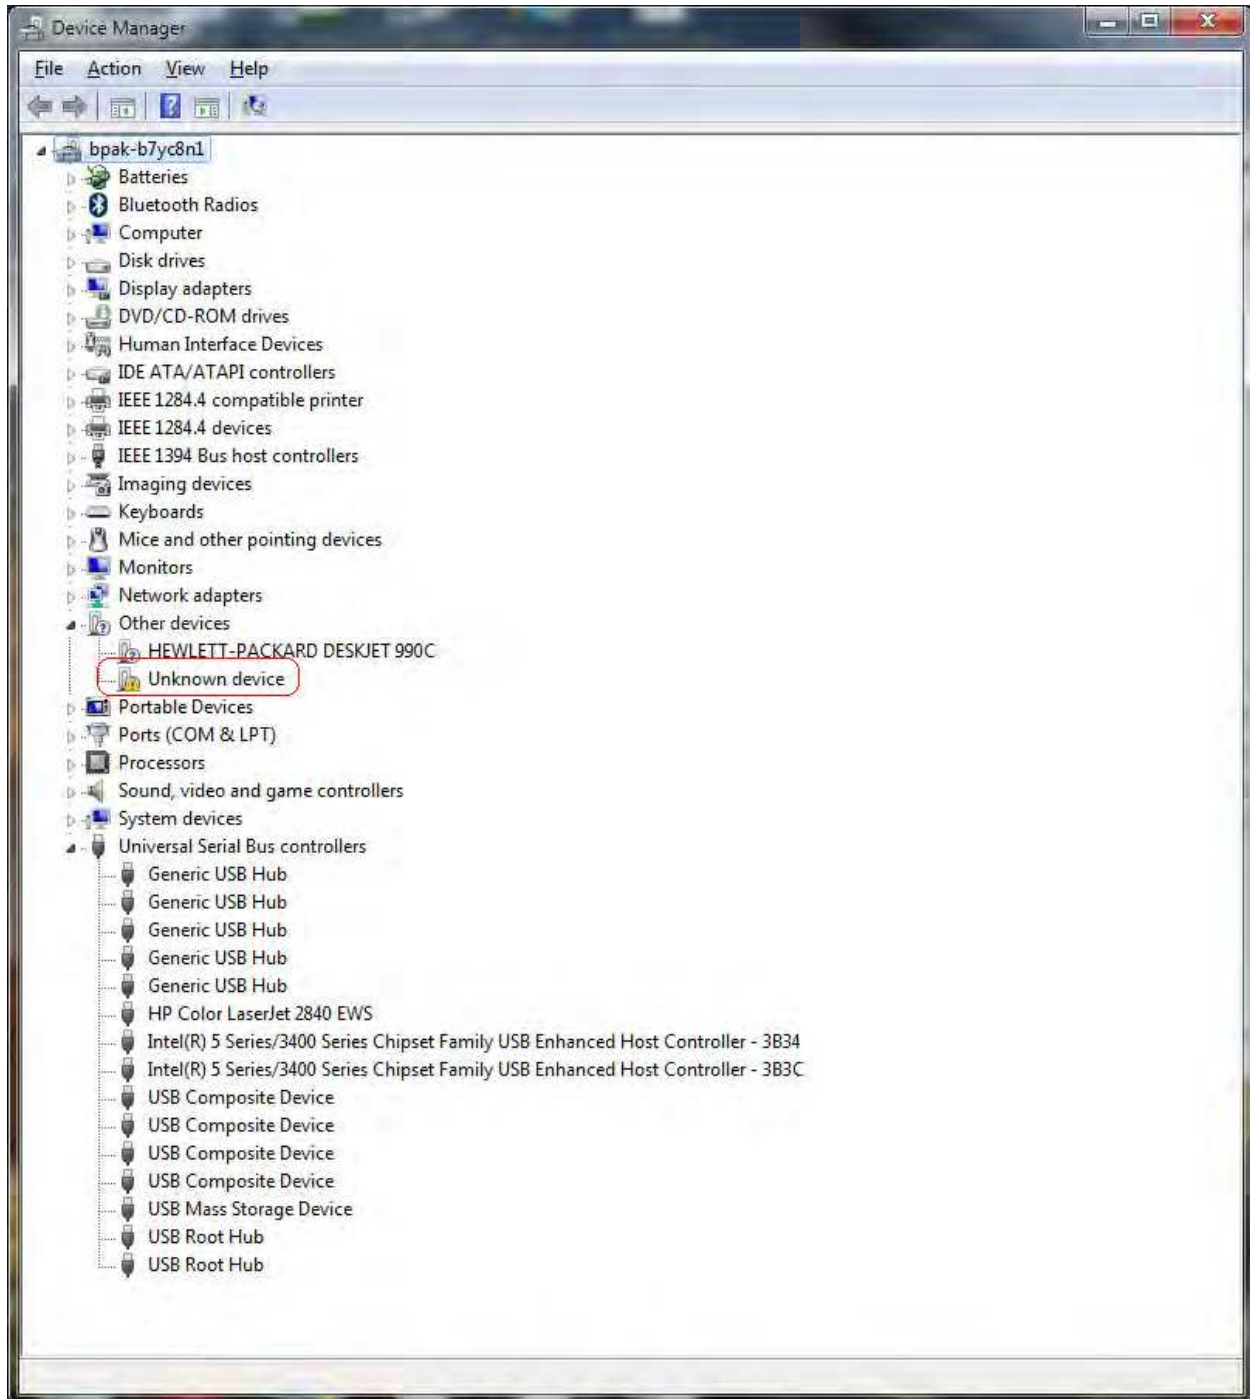 Device Manager
File Action View Help
bpak-b7yc8n1
Batteries
Bluetooth Radios
Computer
Disk drives
Display adapters
DVD/CD-ROM drives
Human Interface Devices
IDE ATA/ATAPI controllers
IEEE 1284.4 compatible printer
IEEE 1284.4 devices
IEEE 1394 Bus host controllers
Imaging devices
Keyboards
Mice and other pointing devices
Monitors
Network adapters
Other devices
HEWLETT-PACKARD DESKJET 990C
Unknown device
Portable Devices
Ports (COM & LPT)
Processors
Sound, video and game controllers
System devices
Universal Serial Bus controllers
Generic USB Hub
Generic USB Hub
Generic USB Hub
Generic USB Hub
Generic USB Hub
HP Color LaserJet 2840 EWS
Intel(R) 5 Series/3400 Series Chipset Family USB Enhanced Host Controller - 3B34
Intel(R) 5 Series/3400 Series Chipset Family USB Enhanced Host Controller - 3B3C
USB Composite Device
USB Composite Device
USB Composite Device
USB Composite Device
USB Mass Storage Device
USB Root Hub
USB Root Hub